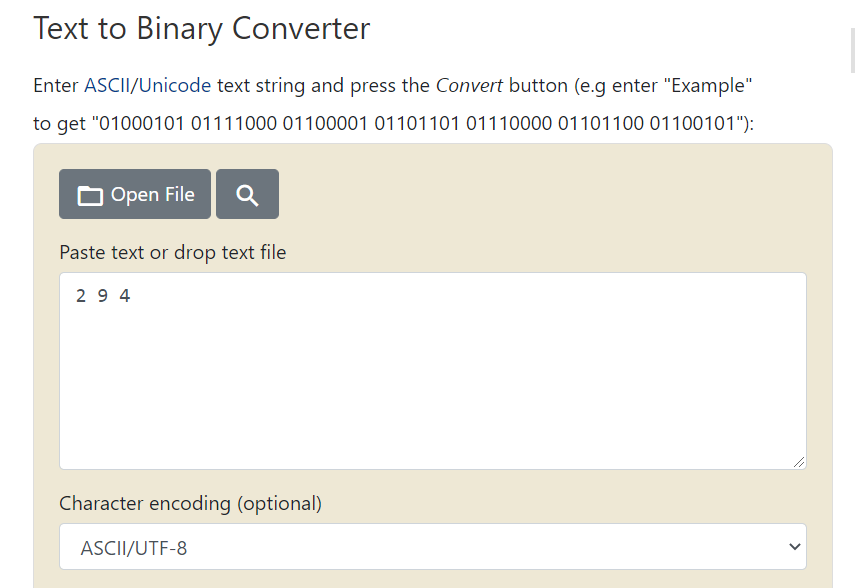 Text to Binary Converter
Enter ASCII/Unicode text string and press the Convert button (e.g enter "Example"
to get "01000101 01111000 01100001 01101101 01110000 01101100 01100101"):
Open File
Paste text or drop text file
2 9 4
Character encoding (optional)
ASCII/UTF-8